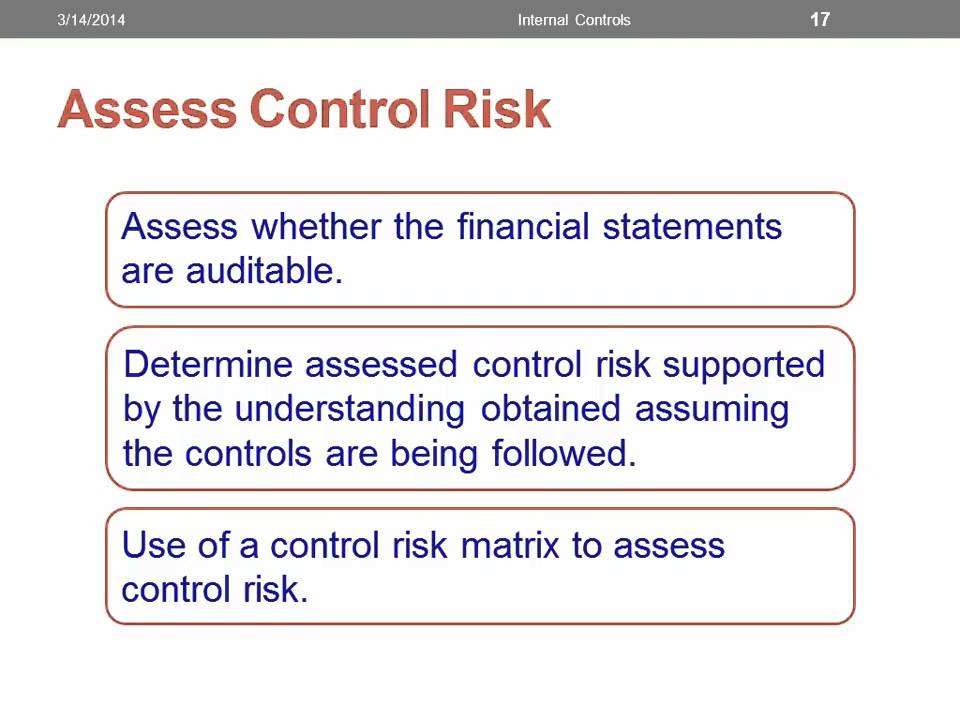 3/14/2014 Internal Controls 17
Assess Control Risk
Assess whether the financial statements
are auditable.
Determine assessed control risk supported
by the understanding obtained assuming
the controls are being followed.
Use of a control risk matrix to assess
control risk.